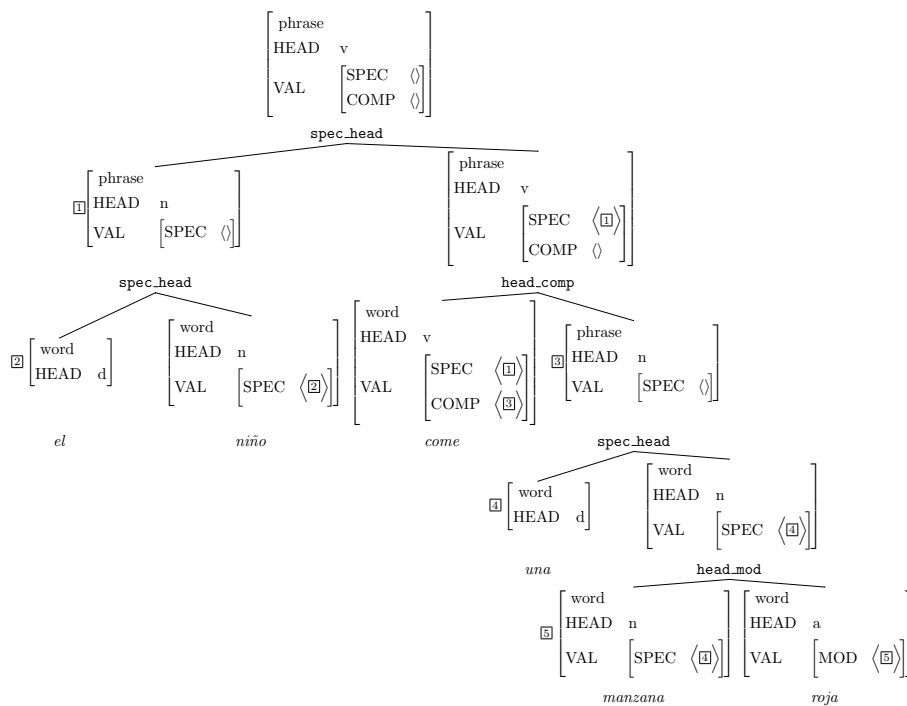 phrase
HEAD v
VAL [SPEC ⟨⟩
COMP ⟨⟩]
spec_head
1 phrase
HEAD n
VAL [SPEC ⟨⟩]
phrase
HEAD v
VAL [SPEC ⟨1⟩
COMP ⟨⟩]
spec_head
head_comp
2 word
HEAD d
word
HEAD n
VAL [SPEC ⟨2⟩]
word
HEAD v
VAL [SPEC ⟨1⟩
COMP ⟨3⟩]
3 phrase
HEAD n
VAL [SPEC ⟨⟩]
el
niño
come
spec_head
4 word
HEAD d
word
HEAD n
VAL [SPEC ⟨4⟩]
una
head_mod
5 word
HEAD n
VAL [SPEC ⟨4⟩]
word
HEAD a
VAL [MOD ⟨5⟩]
manzana
roja